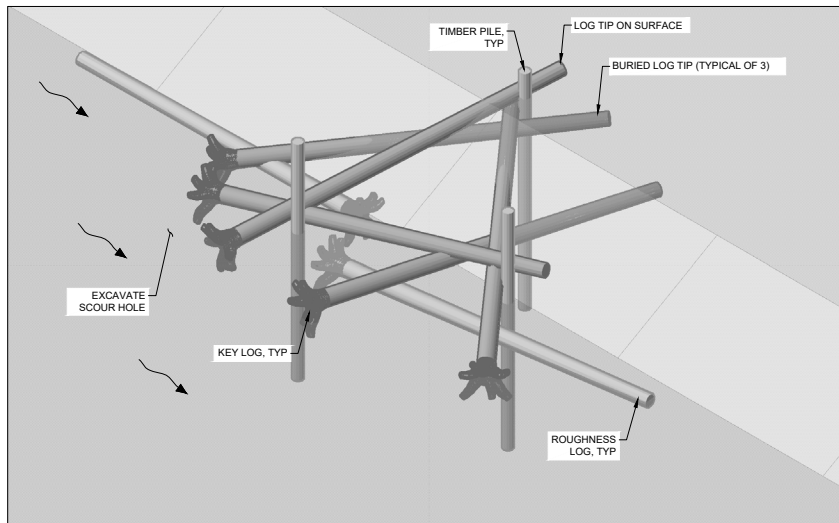 TIMBER PILE,
TYP
LOG TIP ON SURFACE
BURIED LOG TIP (TYPICAL OF 3)
EXCAVATE
SCOUR HOLE
KEY LOG, TYP
ROUGHNESS
LOG, TYP